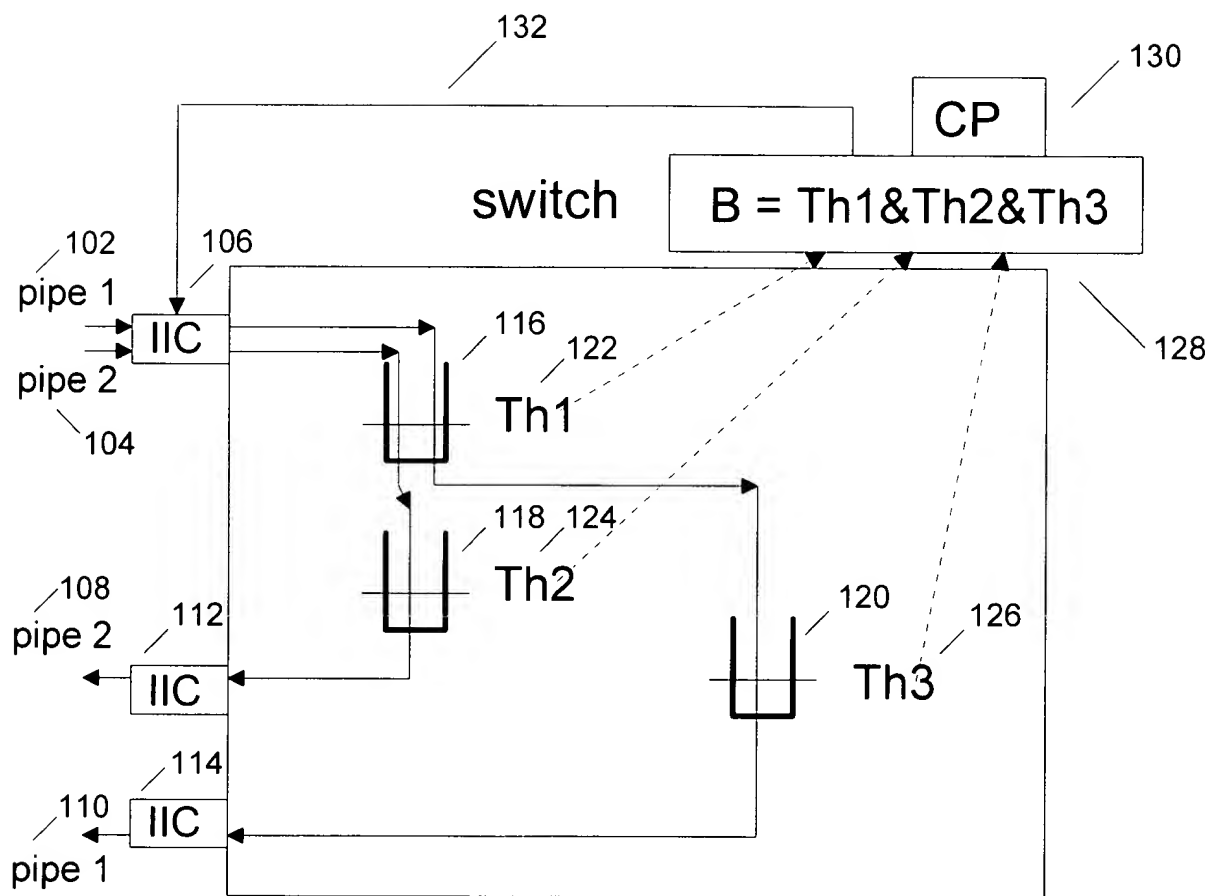 132
130
CP
switch
B = Th1&Th2&Th3
102
106
pipe 1
IIC
116
128
pipe 2
122
Th1
104
118
124
Th2
108
112
120
126
pipe 2
IIC
Th3
114
110
IIC
pipe 1